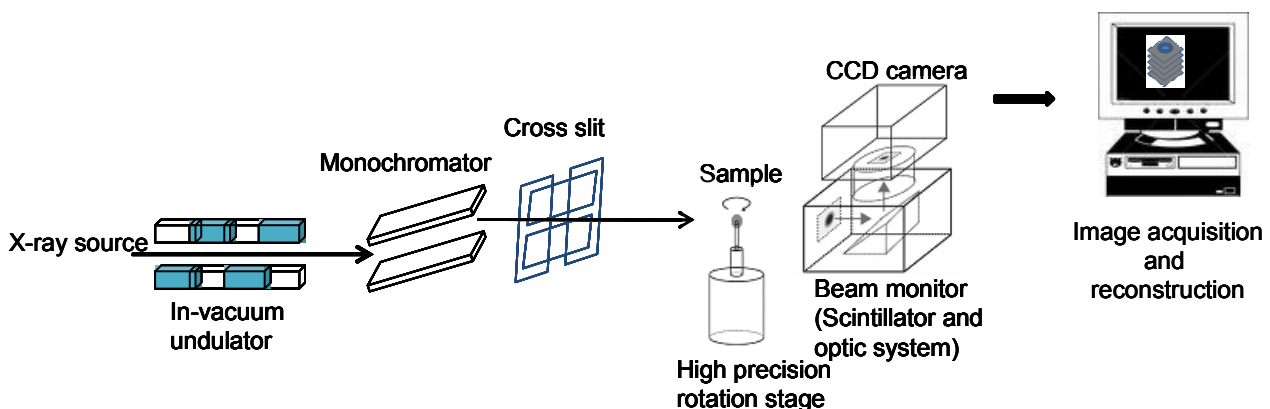 X-ray source
In-vacuum
undulator
Monochromator
Cross slit
Sample
High precision
rotation stage
CCD camera
Beam monitor
(Scintillator and
optic system)
Image acquisition
and
reconstruction